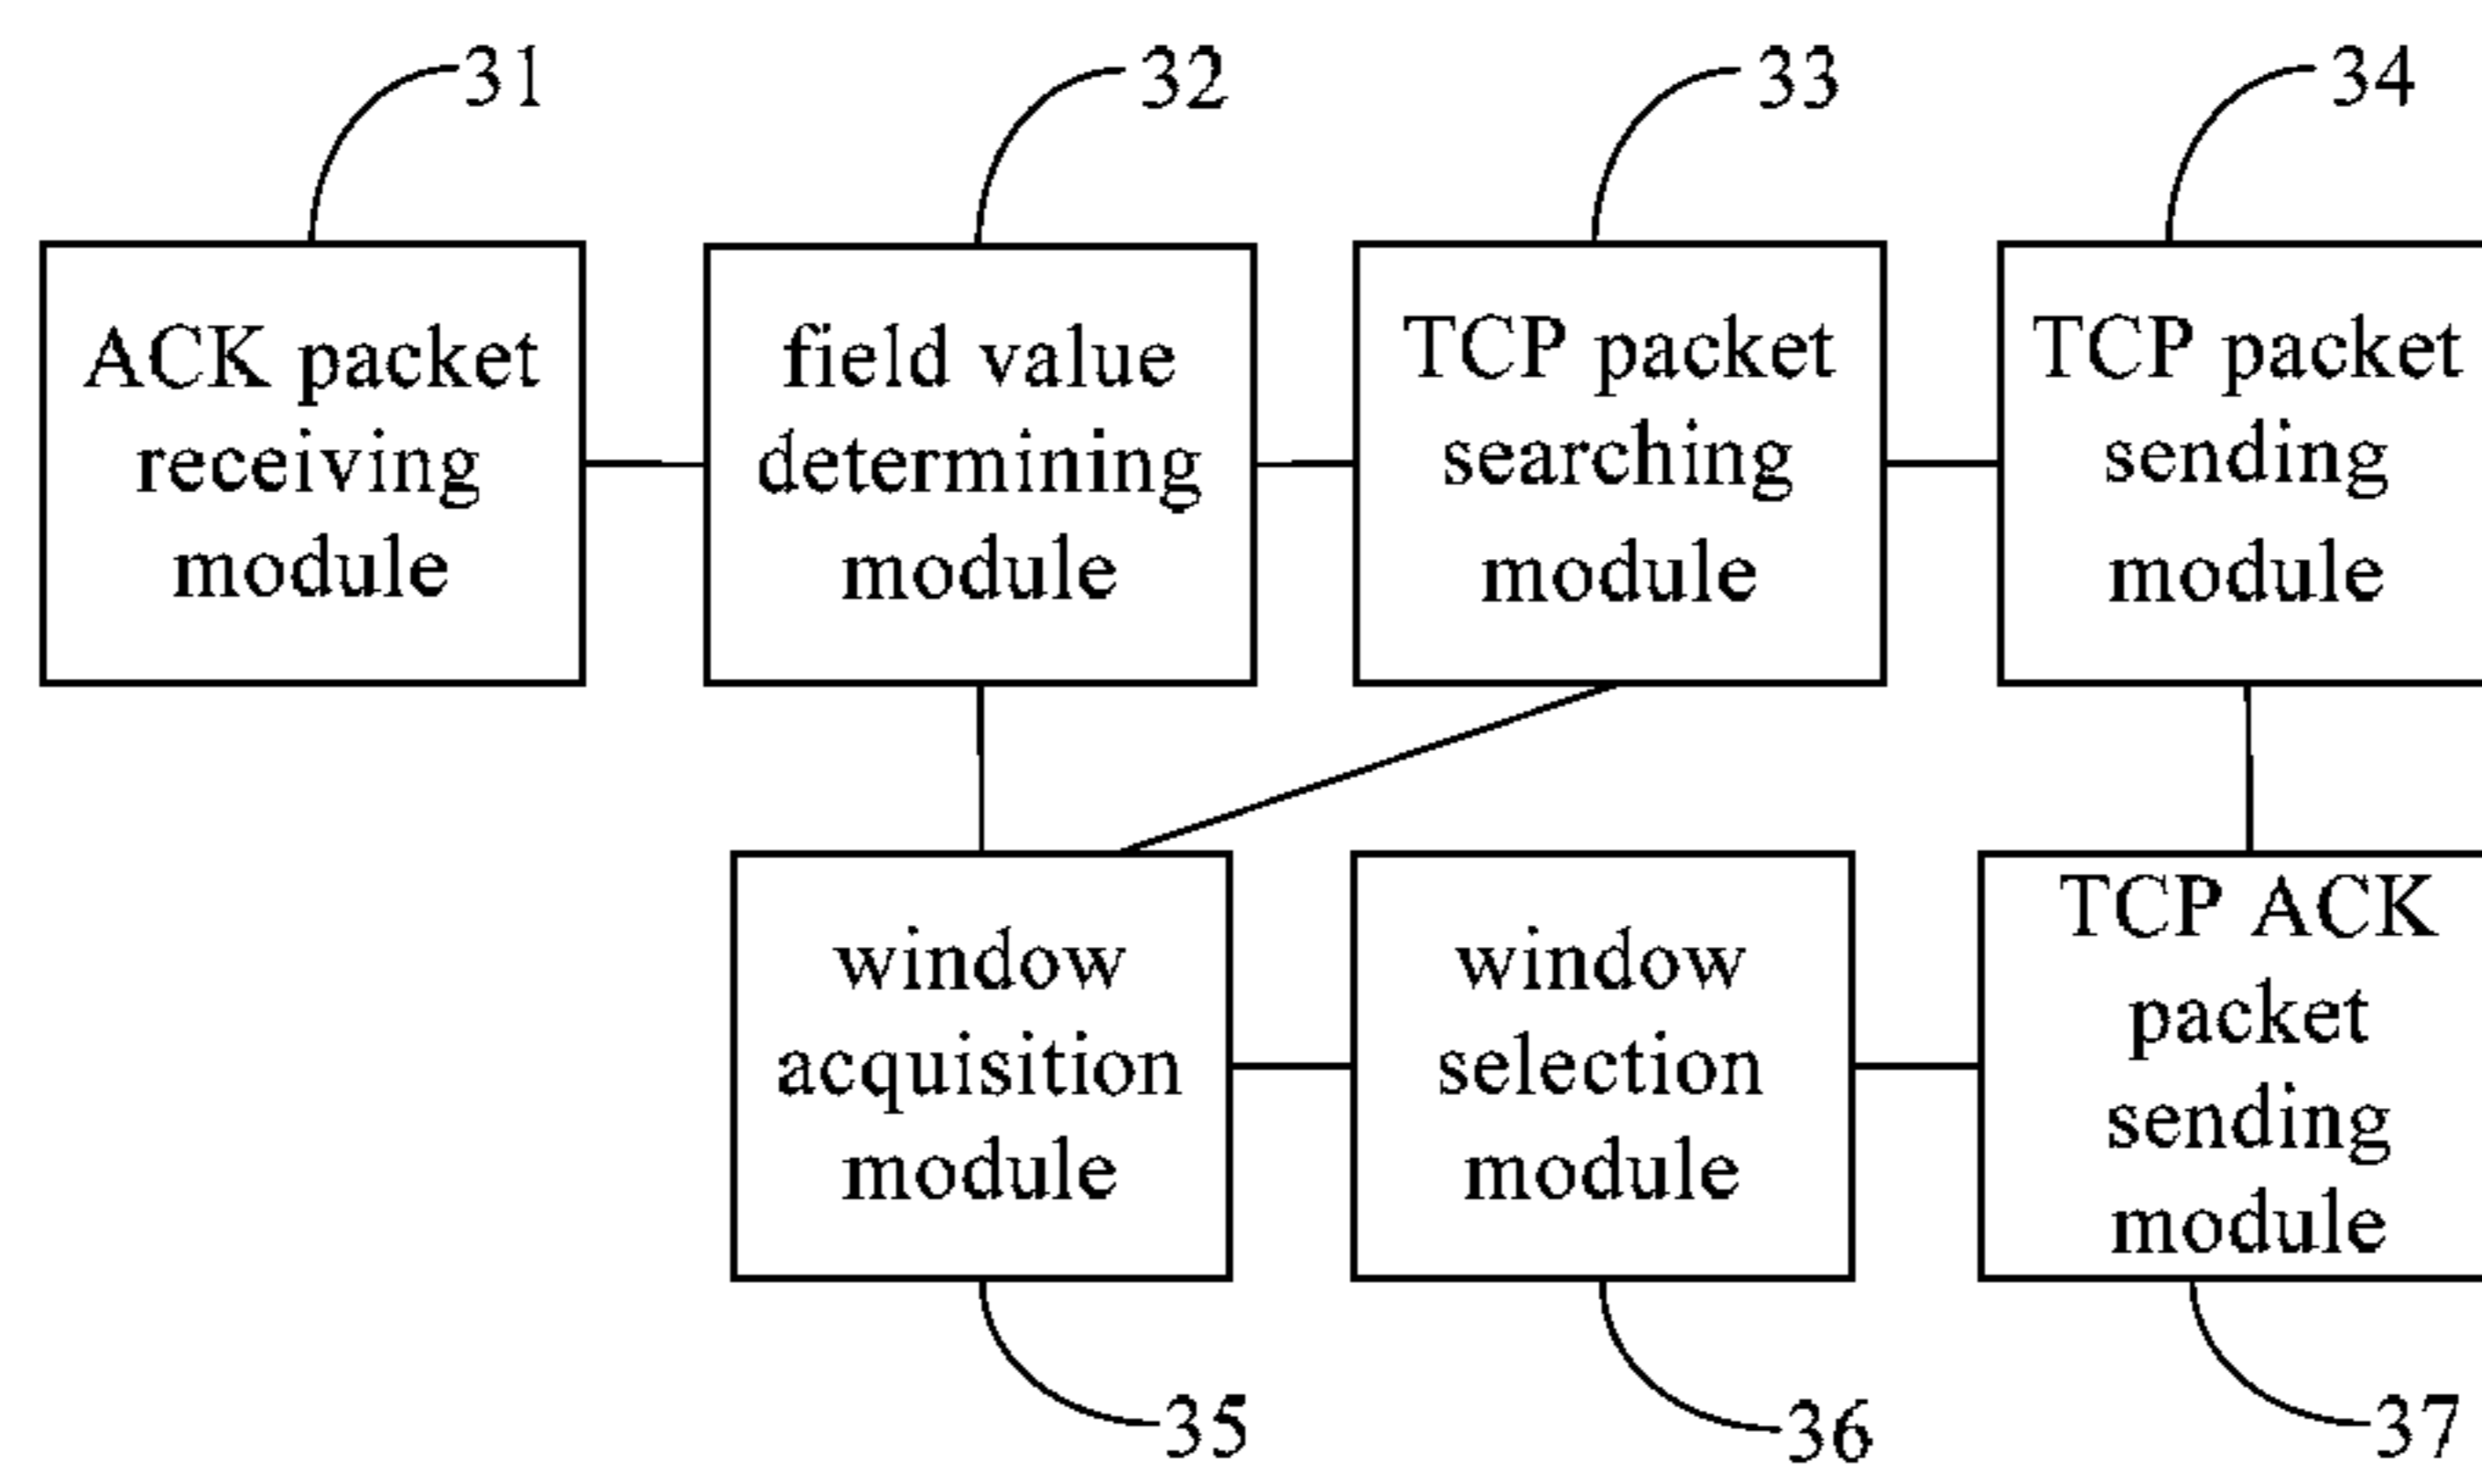 31
32
33
34
ACK packet
receiving
module
field value
determining
module
TCP packet
searching
module
TCP packet
sending
module
window
acquisition
module
window
selection
module
TCP ACK
packet
sending
module
35
36
37